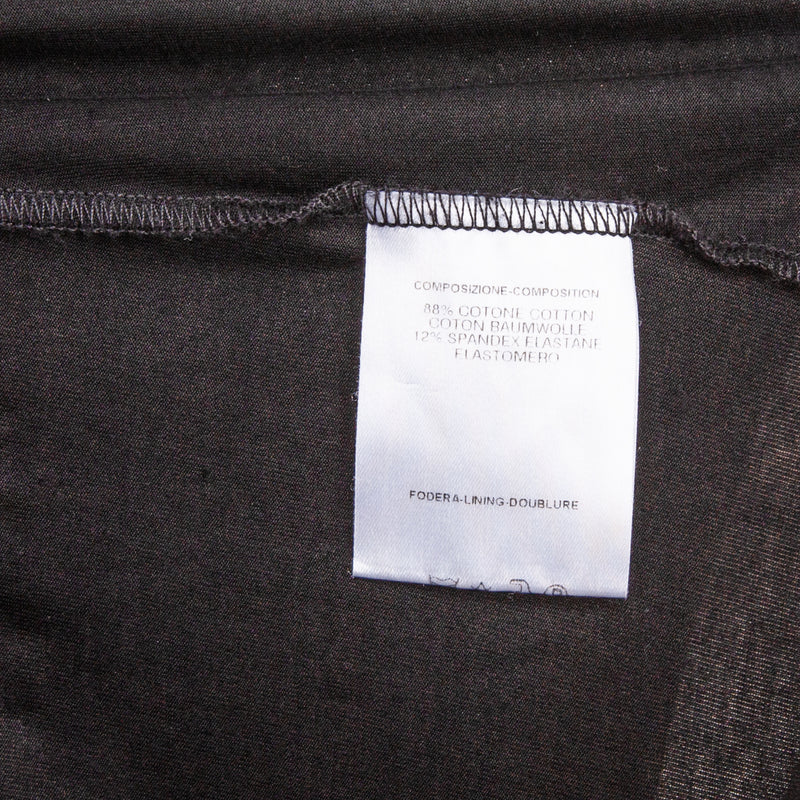 COMPOSIZIONE-COMPOSITION
88% COTONE COTTON
COTON BAUMWOLLE
12% SPANDEX ELASTANE
ELASTOMERO
FODERA-LINING-DOUBLURE